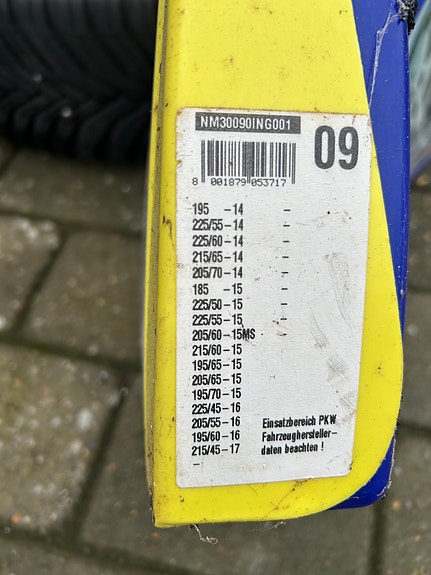 NM30090ING001
09
8 001879 053717
195 -14 -
225/55-14 -
225/60-14 -
215/65-14 -
205/70-14 -
185 -15 -
225/50-15 -
225/55-15 -
205/60-15MS -
215/60-15
195/65-15
205/65-15
195/70-15
225/45-16
205/55-16 Einsatzbereich PKW
195/60-16 Fahrzeughersteller-
215/45-17 daten beachten !
-